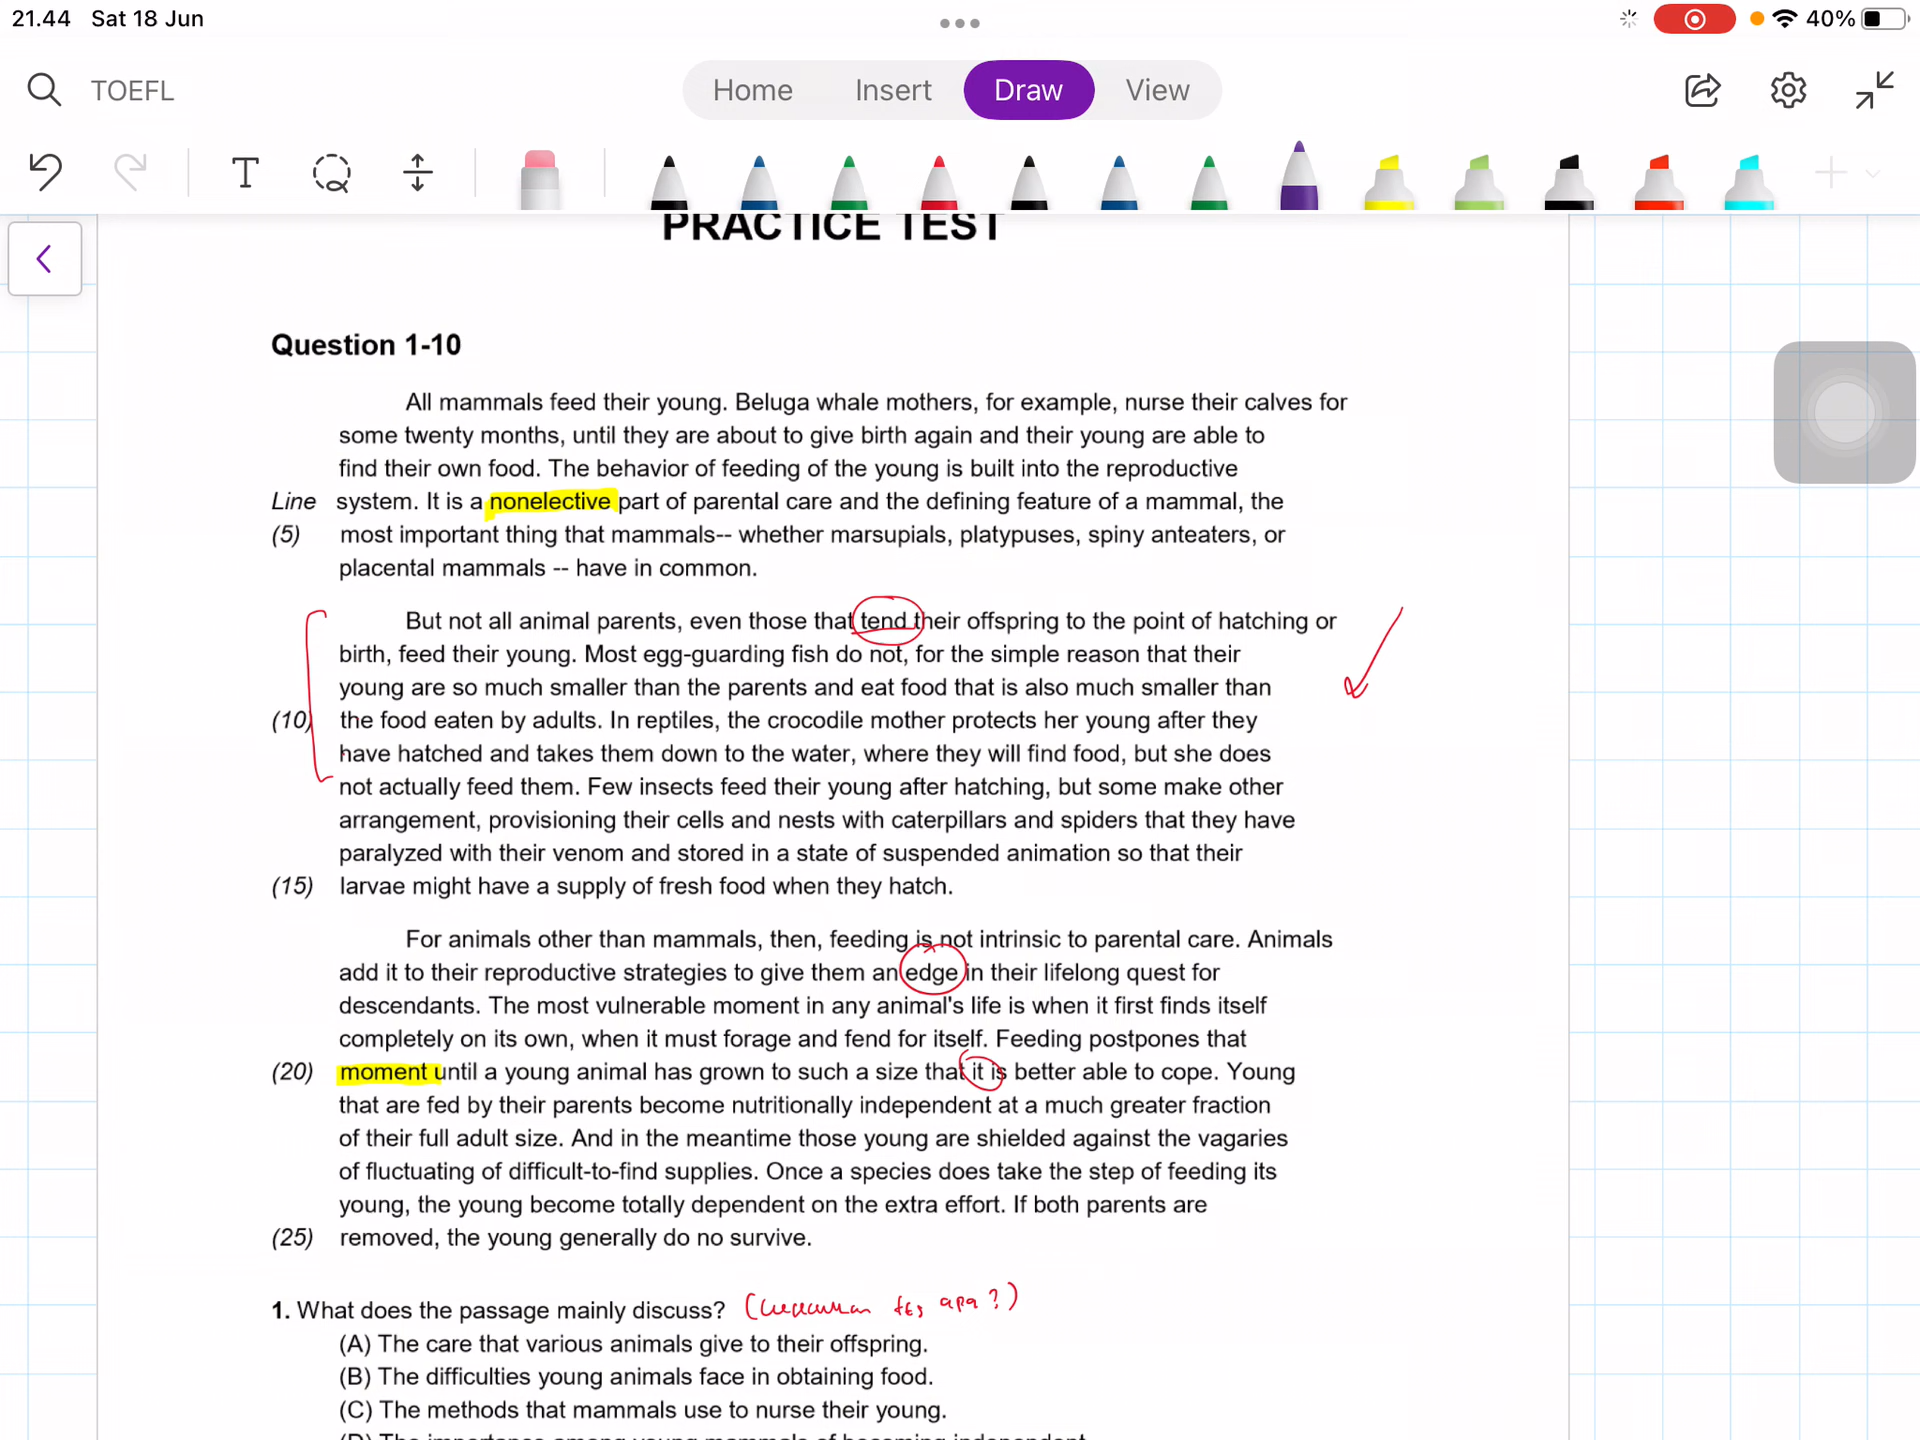 21.44 Sat 18 Jun
40%
TOEFL
Home Insert Draw View
T
PRACTICE TEST
Question 1-10
All mammals feed their young. Beluga whale mothers, for example, nurse their calves for
some twenty months, until they are about to give birth again and their young are able to
find their own food. The behavior of feeding of the young is built into the reproductive
Line system. It is a nonelective part of parental care and the defining feature of a mammal, the
(5) most important thing that mammals-- whether marsupials, platypuses, spiny anteaters, or
placental mammals -- have in common.
But not all animal parents, even those that tend their offspring to the point of hatching or
birth, feed their young. Most egg-guarding fish do not, for the simple reason that their
young are so much smaller than the parents and eat food that is also much smaller than
(10) the food eaten by adults. In reptiles, the crocodile mother protects her young after they
have hatched and takes them down to the water, where they will find food, but she does
not actually feed them. Few insects feed their young after hatching, but some make other
arrangement, provisioning their cells and nests with caterpillars and spiders that they have
paralyzed with their venom and stored in a state of suspended animation so that their
(15) larvae might have a supply of fresh food when they hatch.
For animals other than mammals, then, feeding is not intrinsic to parental care. Animals
add it to their reproductive strategies to give them an edge in their lifelong quest for
descendants. The most vulnerable moment in any animal's life is when it first finds itself
completely on its own, when it must forage and fend for itself. Feeding postpones that
(20) moment until a young animal has grown to such a size that it is better able to cope. Young
that are fed by their parents become nutritionally independent at a much greater fraction
of their full adult size. And in the meantime those young are shielded against the vagaries
of fluctuating of difficult-to-find supplies. Once a species does take the step of feeding its
young, the young become totally dependent on the extra effort. If both parents are
(25) removed, the young generally do no survive.
1. What does the passage mainly discuss? apa?)
(A) The care that various animals give to their offspring.
(B) The difficulties young animals face in obtaining food.
(C) The methods that mammals use to nurse their young.
(D) The importance among young mammals of becoming independent.